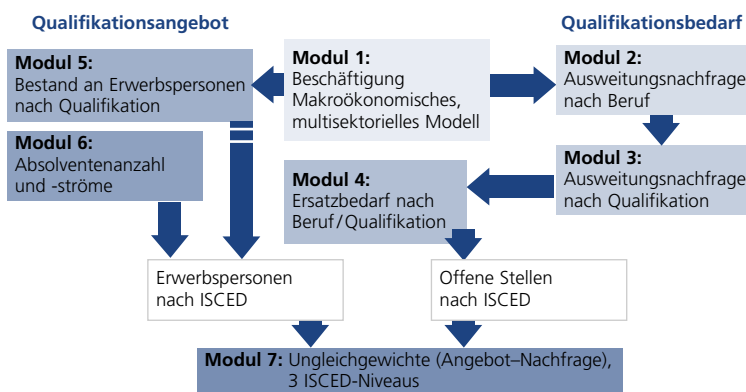 Qualifikationsangebot
Qualifikationsbedarf
Modul 5:
Bestand an Erwerbspersonen
nach Qualifikation
Modul 1:
Beschäftigung
Makroökonomisches,
multisektorielles Modell
Modul 2:
Ausweitungsnachfrage
nach Beruf
Modul 6:
Absolventenanzahl
und -ströme
Modul 4:
Ersatzbedarf nach
Beruf/Qualifikation
Modul 3:
Ausweitungsnachfrage
nach Qualifikation
Erwerbspersonen
nach ISCED
Offene Stellen
nach ISCED
Modul 7: Ungleichgewichte (Angebot–Nachfrage),
3 ISCED-Niveaus